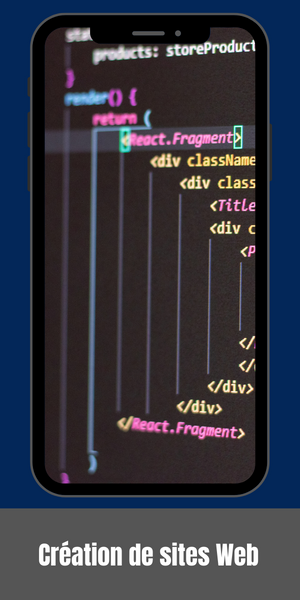 products: storeProduct
}
render() {
return (
<React.Fragment>
<div className
<div class
<Title
<div c
<P
</
</
</div>
</div>
</React.Fragment>
)
}
Création de sites Web